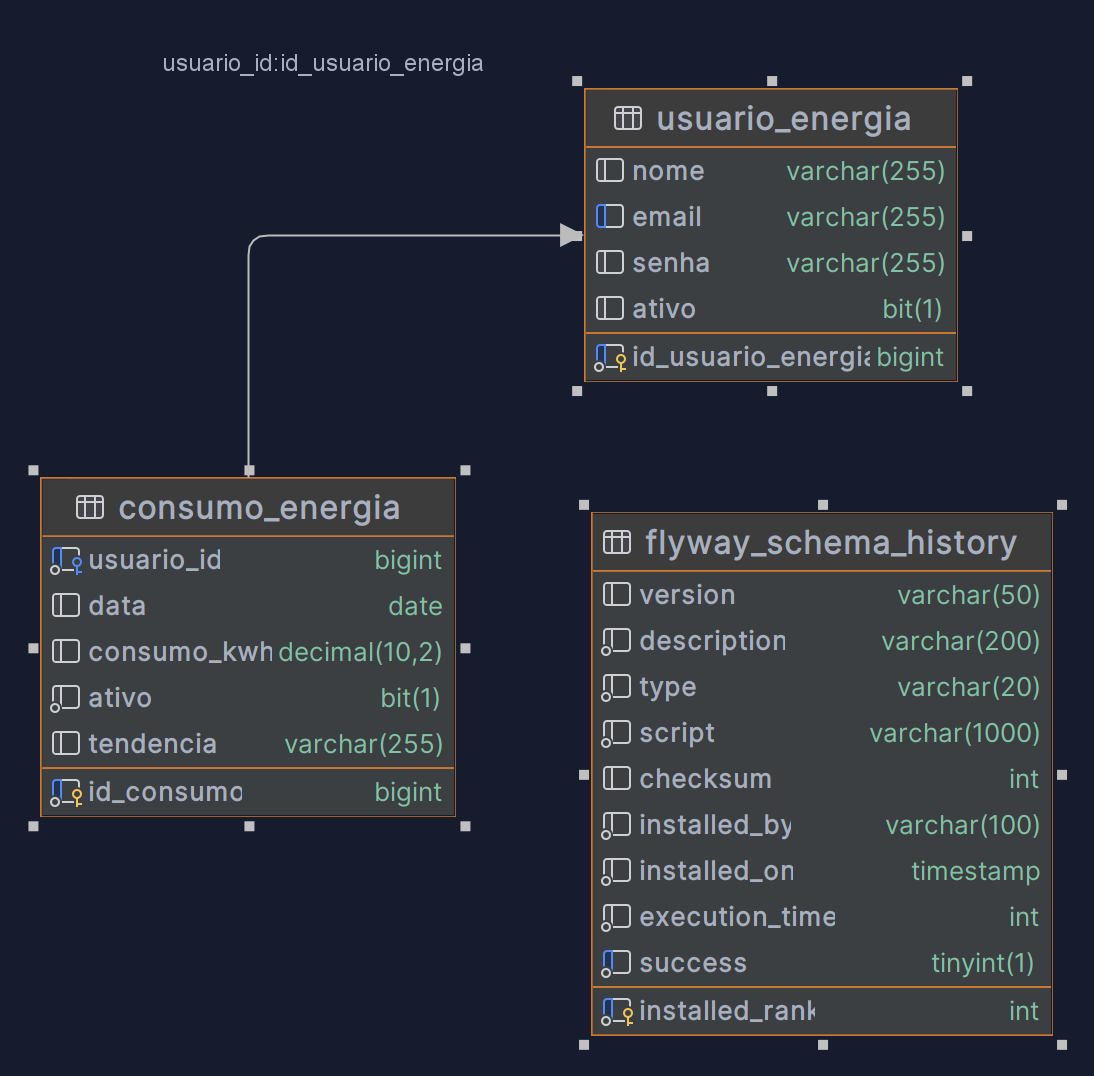 usuario_id:id_usuario_energia
usuario_energia
nome varchar(255)
email varchar(255)
senha varchar(255)
ativo bit(1)
id_usuario_energia bigint
consumo_energia
usuario_id bigint
data date
consumo_kwh decimal(10,2)
ativo bit(1)
tendencia varchar(255)
id_consumo bigint
flyway_schema_history
version varchar(50)
description varchar(200)
type varchar(20)
script varchar(1000)
checksum int
installed_by varchar(100)
installed_on timestamp
execution_time int
success tinyint(1)
installed_rank int